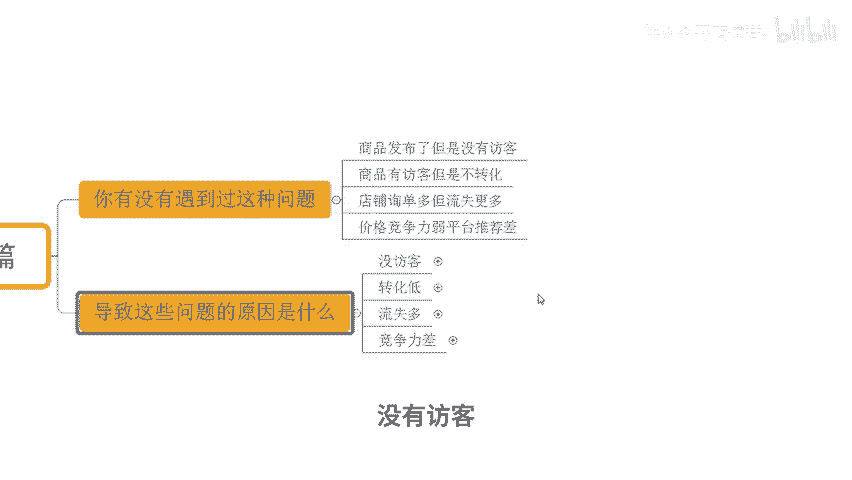 bilibili
商品发布了但是没有访客
商品有访客但是不转化
你有没有遇到过这种问题
店铺询单多但流失更多
价格竞争力弱平台推荐差
篇
没访客
转化低
导致这些问题的原因是什么
流失多
竞争力差
没有访客